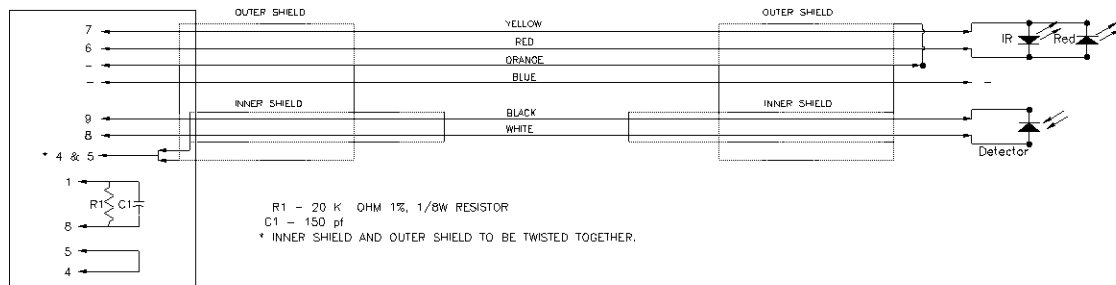 OUTER SHIELD
OUTER SHIELD
7
YELLOW
6
RED
IR
Red
-
ORANGE
-
BLUE
-
INNER SHIELD
INNER SHIELD
9
BLACK
8
WHITE
* 4 & 5
Detector
1
R1
C1
8
5
4
R1 - 20 K OHM 1%, 1/8W RESISTOR
C1 - 150 pf
* INNER SHIELD AND OUTER SHIELD TO BE TWISTED TOGETHER.